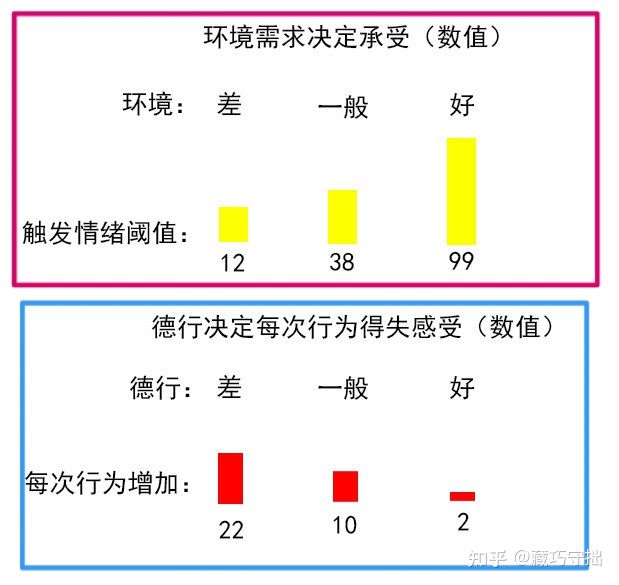 环境需求决定承受（数值）
环境： 差 一般 好
触发情绪阈值：
12 38 99
德行决定每次行为得失感受（数值）
德行： 差 一般 好
每次行为增加：
22 10 2
知乎 @藏巧守拙